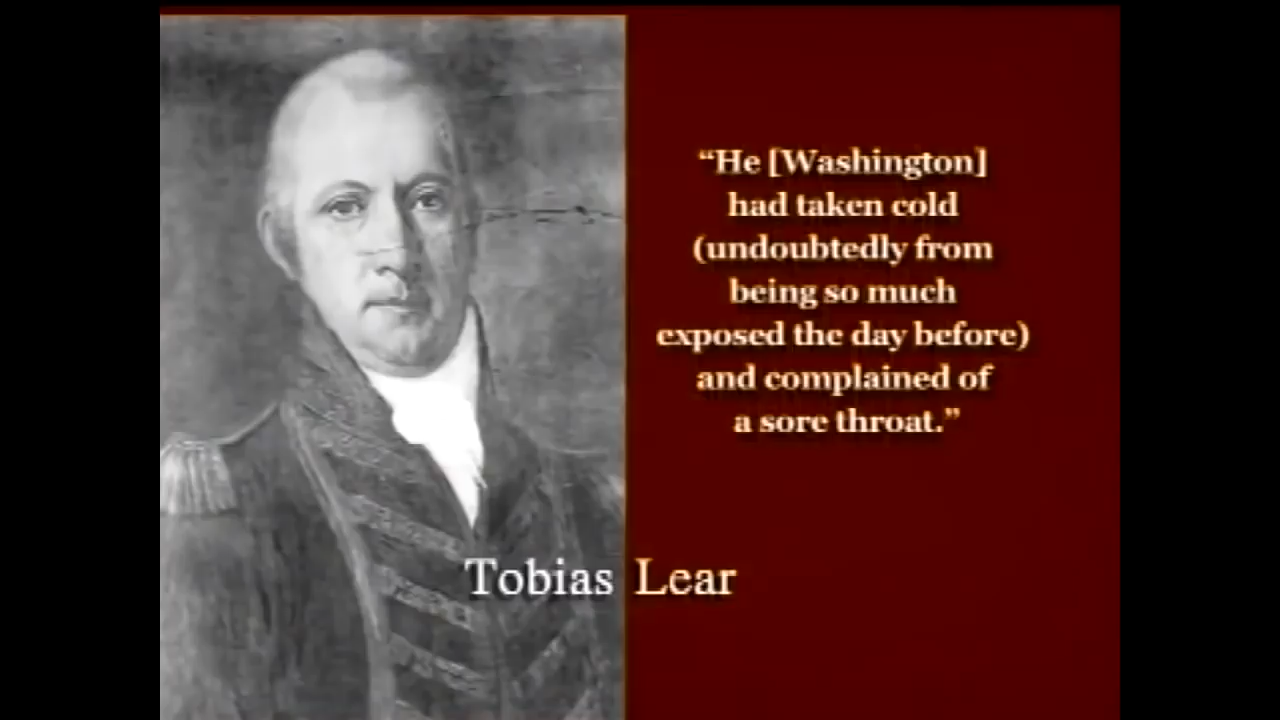 “He [Washington]
had taken cold
(undoubtedly from
being so much
exposed the day before)
and complained of
a sore throat.”
Tobias Lear